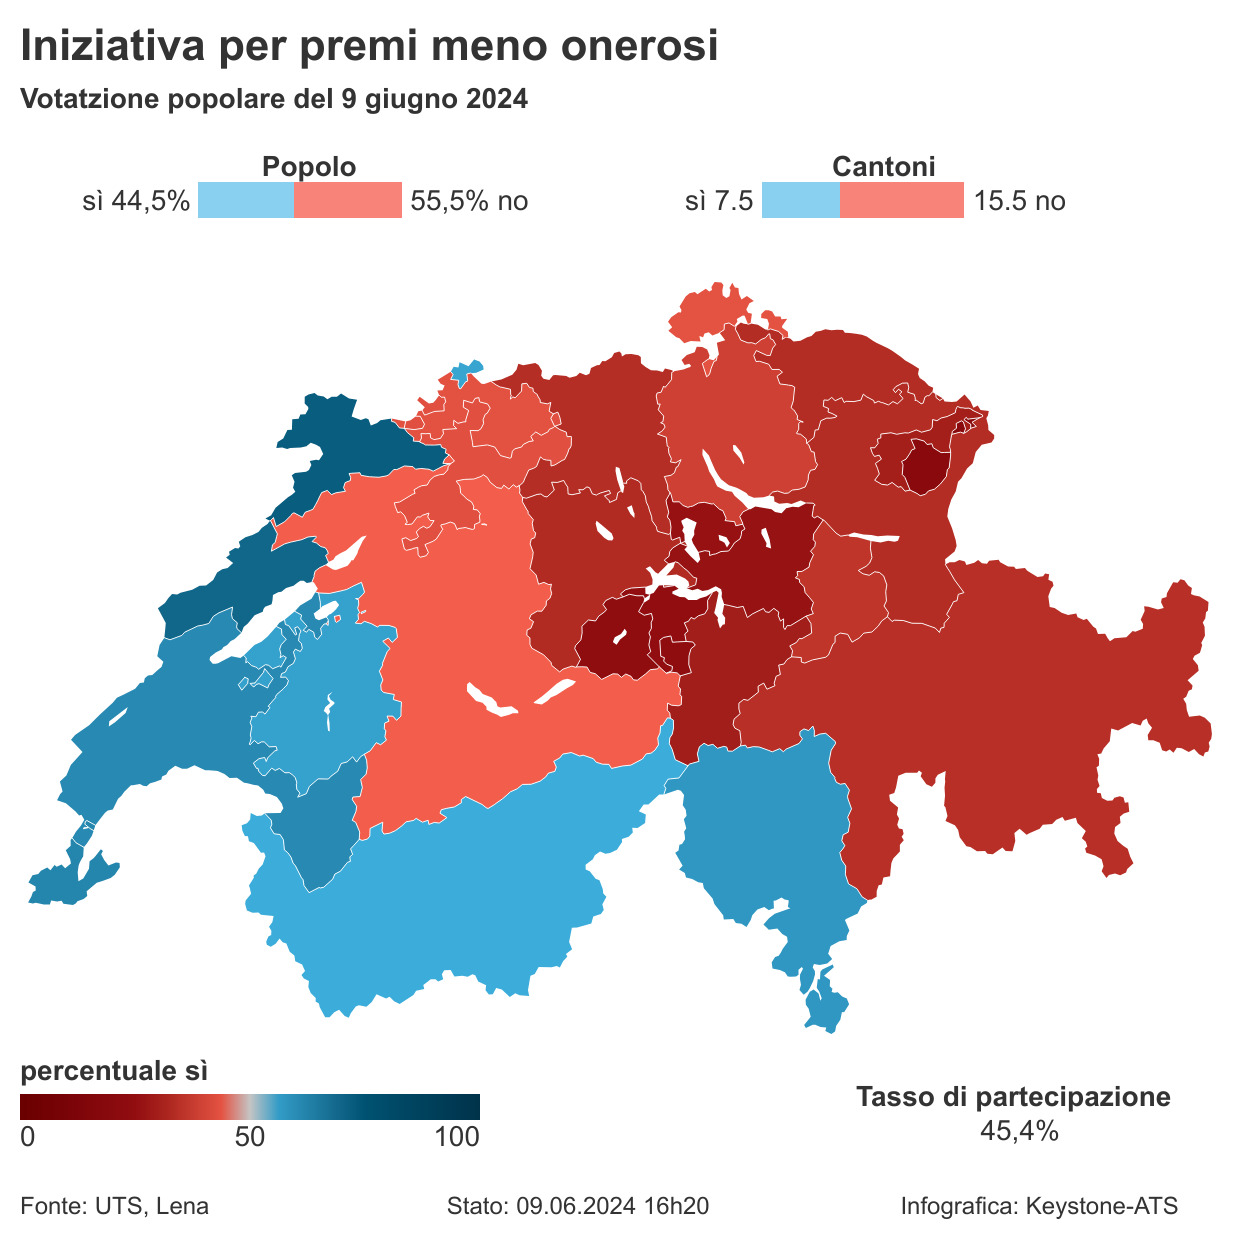 Iniziativa per premi meno onerosi
Votatzione popolare del 9 giugno 2024
Popolo
sì 44,5% 55,5% no
Cantoni
sì 7.5 15.5 no
percentuale sì
0 50 100
Tasso di partecipazione
45,4%
Fonte: UTS, Lena Stato: 09.06.2024 16h20 Infografica: Keystone-ATS